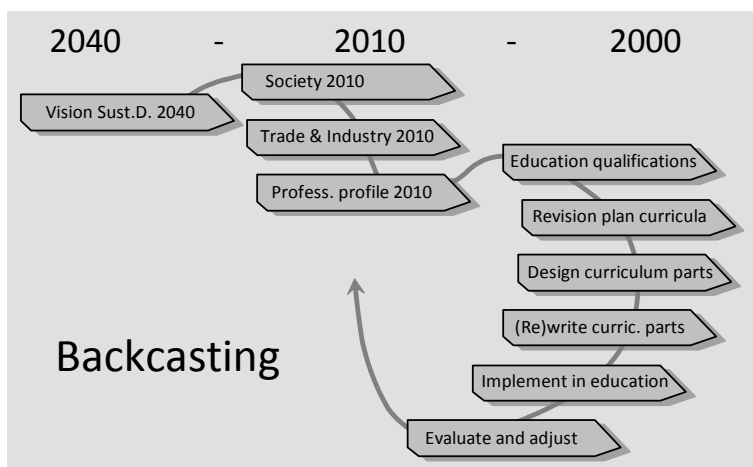 2040 - 2010 - 2000
Society 2010
Vision Sust.D. 2040
Trade & Industry 2010
Profess. profile 2010
Education qualifications
Revision plan curricula
Design curriculum parts
(Re)write curric. parts
Backcasting
Implement in education
Evaluate and adjust